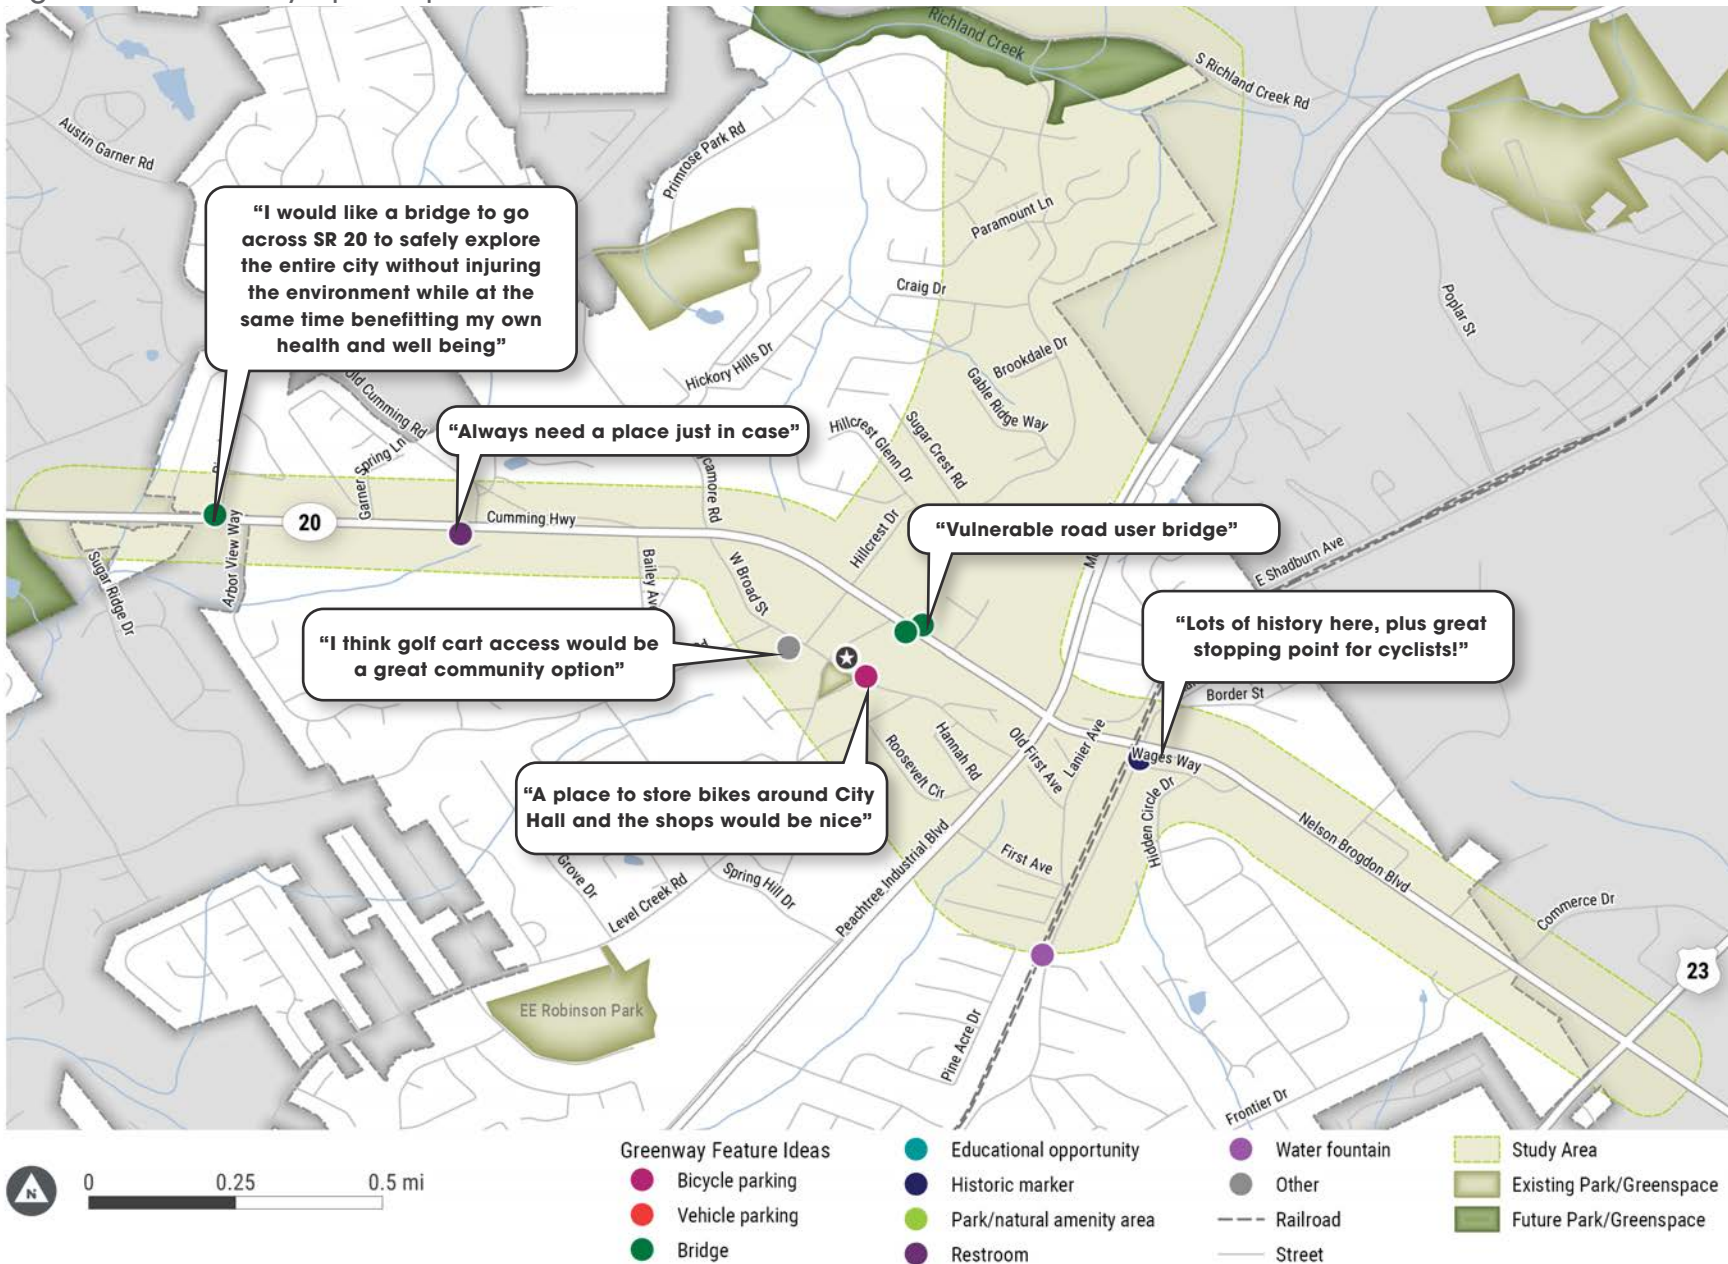 Richland Creek
S Richland Creek Rd
Austin Garner Rd
Primrose Park Rd
“I would like a bridge to go
across SR 20 to safely explore
the entire city without injuring
the environment while at the
same time benefitting my own
health and well being”
Paramount Ln
Craig Dr
Poplar St
Brookdale Dr
Hickory Hills Dr
Gable Ridge Way
Old Cumming Rd
“Always need a place just in case”
Hillcrest Glenn Dr
Sugar Crest Rd
Garner
Spring Ln
20
Cumming Hwy
Hillcrest Dr
“Vulnerable road user bridge”
E Shadburn Ave
Arbor View Way
Sugar Ridge Dr
Bailey Ave
W Broad St
“I think golf cart access would be
a great community option”
“Lots of history here, plus great
stopping point for cyclists!”
Border St
Roosevelt Cir
Hannah Rd
Old First Ave
Lanier Ave
Wages Way
“A place to store bikes around City
Hall and the shops would be nice”
Hidden Circle Dr
Nelson Brogdon Blvd
First Ave
Grove Dr
Level Creek Rd
Spring Hill Dr
Peachtree Industrial Blvd
Commerce Dr
23
EE Robinson Park
Pine Acre Dr
Frontier Dr
N
0 0.25 0.5 mi
Greenway Feature Ideas
Bicycle parking
Vehicle parking
Bridge
Educational opportunity
Historic marker
Park/natural amenity area
Restroom
Water fountain
Other
Railroad
Street
Study Area
Existing Park/Greenspace
Future Park/Greenspace